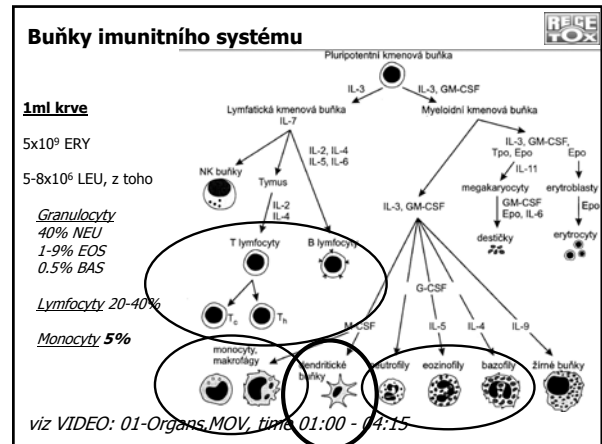 Buňky imunitního systému
RECETOX
Pluripotentní kmenová buňka
IL-3
IL-3, GM-CSF
1ml krve
Lymfatická kmenová buňka
Myeloidní kmenová buňka
IL-7
5x10⁹ ERY
IL-3, GM-CSF,
Tpo, Epo
Epo
IL-2, IL-4
IL-5, IL-6
IL-11
5-8x10⁶ LEU, z toho
NK buňky
Tymus
megakaryocyty
erytroblasty
Granulocyty
40% NEU
1-9% EOS
0.5% BAS
IL-2
IL-4
IL-3, GM-CSF
GM-CSF
Epo, IL-6
Epo
T lymfocyty
B lymfocyty
destičky
erytrocyty
Lymfocyty 20-40%
G-CSF
Tc
Th
M-CSF
IL-5
IL-4
IL-9
Monocyty 5%
monocyty,
makrofágy
dendritické
buňky
neutrofily
eozinofily
bazofily
žírné buňky
viz VIDEO: 01-Organs.MOV, time 01:00 - 04:15